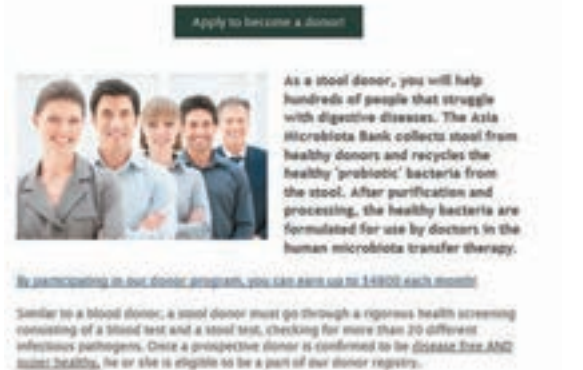 Apply to become a donor!
As a stool donor, you will help
hundreds of people that struggle
with digestive diseases. The Asia
Microbiota Bank collects stool from
healthy donors and recycles the
healthy 'probiotic' bacteria from
the stool. After purification and
processing, the healthy bacteria are
formulated for use by doctors in the
human microbiota transfer therapy.
By participating in our donor program, you can earn up to each month!
Similar to a blood donor, a stool donor must go through a rigorous health screening
consisting of a blood test and a stool test, checking for more than 20 different
infectious pathogens. Once a prospective donor is confirmed to be disease free AND
super healthy, he or she is eligible to be a part of our donor registry.